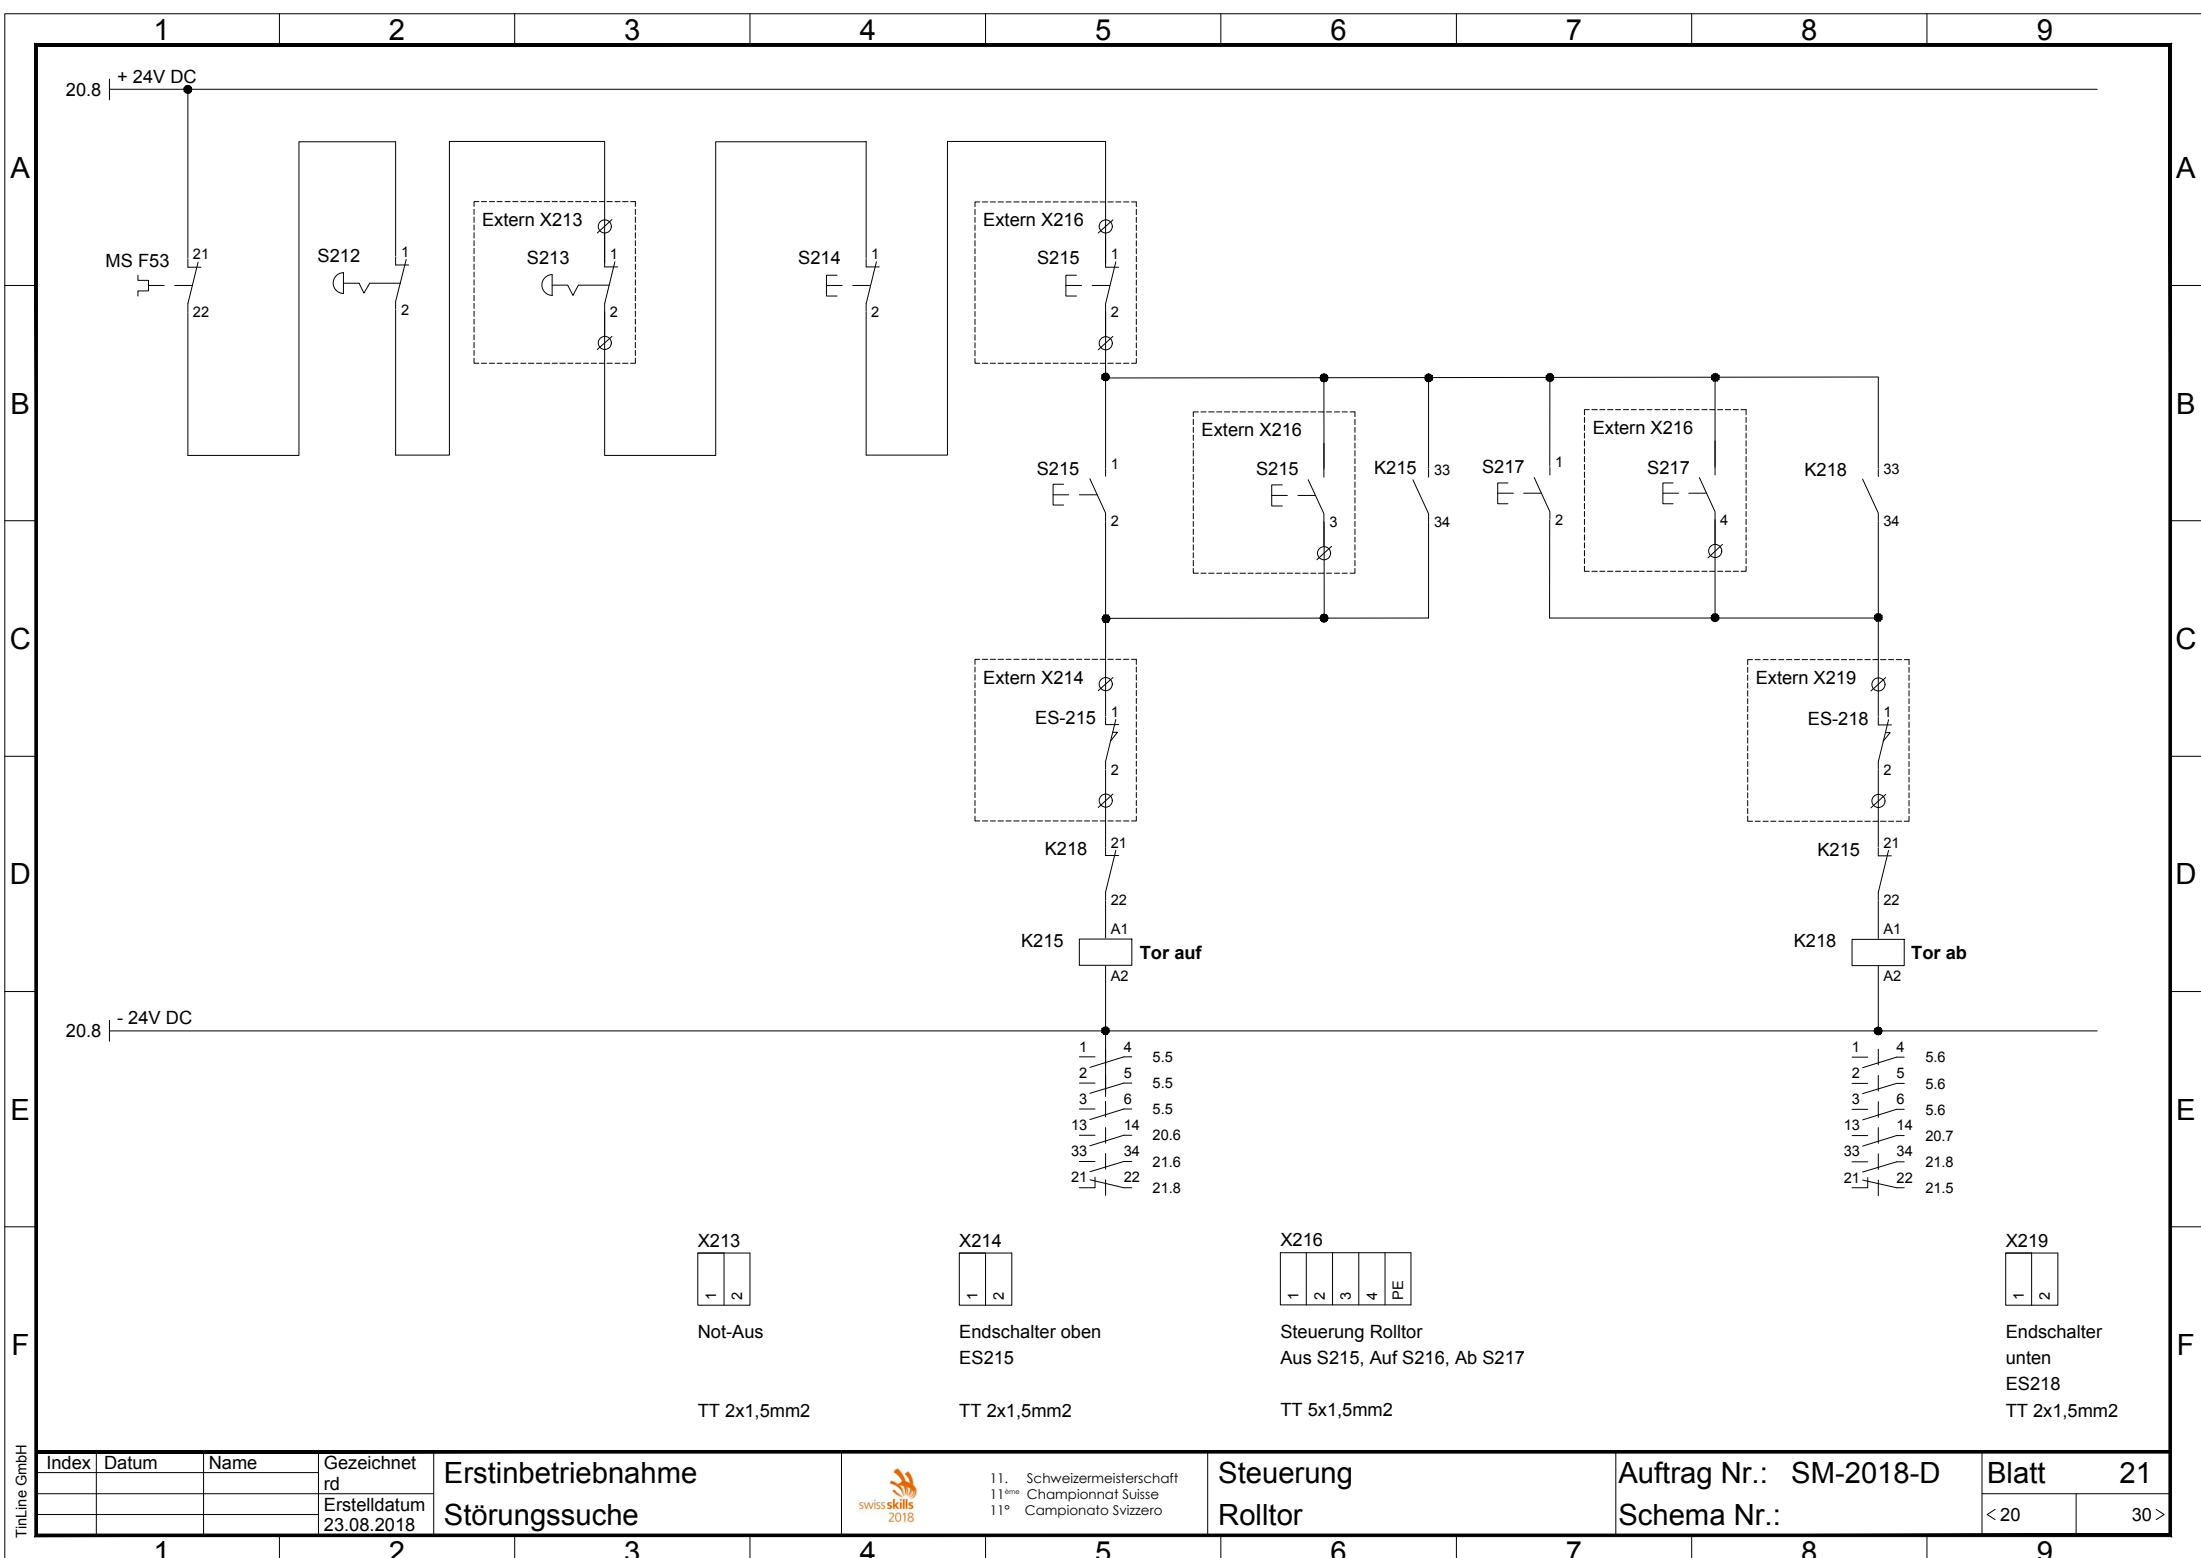 1 2 3 4 5 6 7 8 9
20.8 + 24V DC
A A
Extern X213
Extern X216
MS F53 21
22
S212 1
2
S213 1
2
S214 1
2
S215 1
2
B B
Extern X216
Extern X216
S215 1
2
S215
3
K215 33
34
S217 1
2
S217
4
K218 33
34
C C
Extern X214
ES-215 1
2
Extern X219
ES-218 1
2
D D
K218 21
22
K215 21
22
K215 A1
Tor auf
A2
K218 A1
Tor ab
A2
20.8 - 24V DC
E E
1 4 5.5
2 5 5.5
3 6 5.5
13 14 20.6
33 34 21.6
21 22 21.8
1 4 5.6
2 5 5.6
3 6 5.6
13 14 20.7
33 34 21.8
21 22 21.5
F F
X213
1 2
Not-Aus
TT 2x1,5mm2
X214
1 2
Endschalter oben
ES215
TT 2x1,5mm2
X216
1 2 3 4 PE
Steuerung Rolltor
Aus S215, Auf S216, Ab S217
TT 5x1,5mm2
X219
1 2
Endschalter
unten
ES218
TT 2x1,5mm2
TinLine GmbH
Index Datum Name
Gezeichnet
rd
Erstelldatum
23.08.2018
Erstinbetriebnahme
Störungssuche
swissskills
2018
11. Schweizermeisterschaft
11ème Championnat Suisse
11° Campionato Svizzero
Steuerung
Rolltor
Auftrag Nr.: SM-2018-D
Schema Nr.:
Blatt 21
< 20 30 >
1 2 3 4 5 6 7 8 9